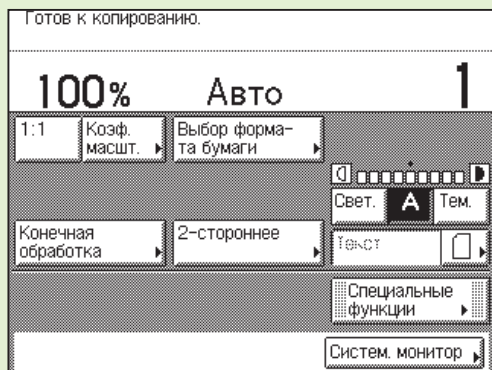 Готов к копированию.
100% Авто 1
1:1 Коэф. масшт. Выбор форма-та бумаги
Свет. A Тем.
Конечная обработка 2-стороннее Текст
Специальные функции
Систем. монитор